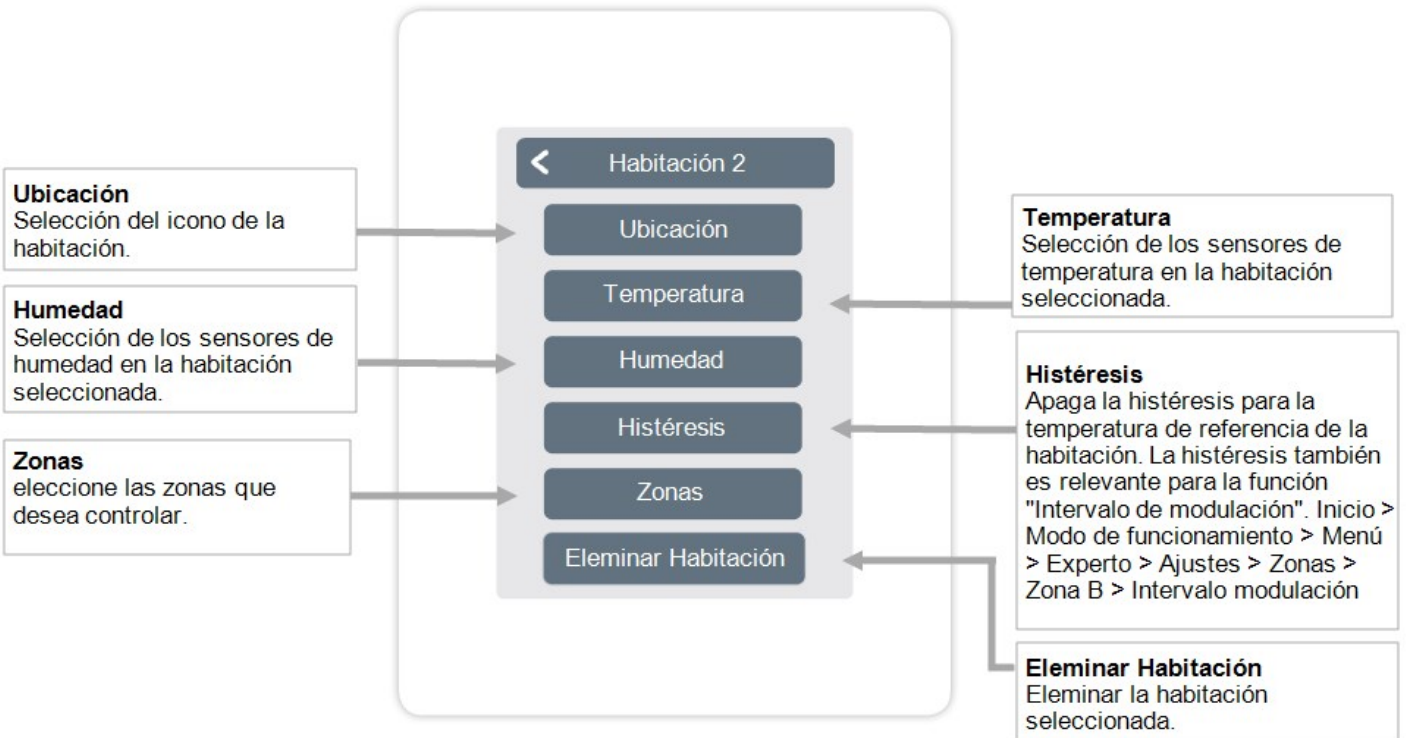 Habitación 2
Ubicación
Temperatura
Humedad
Histéresis
Zonas
Eleminar Habitación
Ubicación
Selección del icono de la
habitación.
Humedad
Selección de los sensores de
humedad en la habitación
seleccionada.
Zonas
eleccione las zonas que
desea controlar.
Temperatura
Selección de los sensores de
temperatura en la habitación
seleccionada.
Histéresis
Apaga la histéresis para la
temperatura de referencia de la
habitación. La histéresis también
es relevante para la función
"Intervalo de modulación". Inicio >
Modo de funcionamiento > Menú
> Experto > Ajustes > Zonas >
Zona B > Intervalo modulación
Eleminar Habitación
Eleminar la habitación
seleccionada.